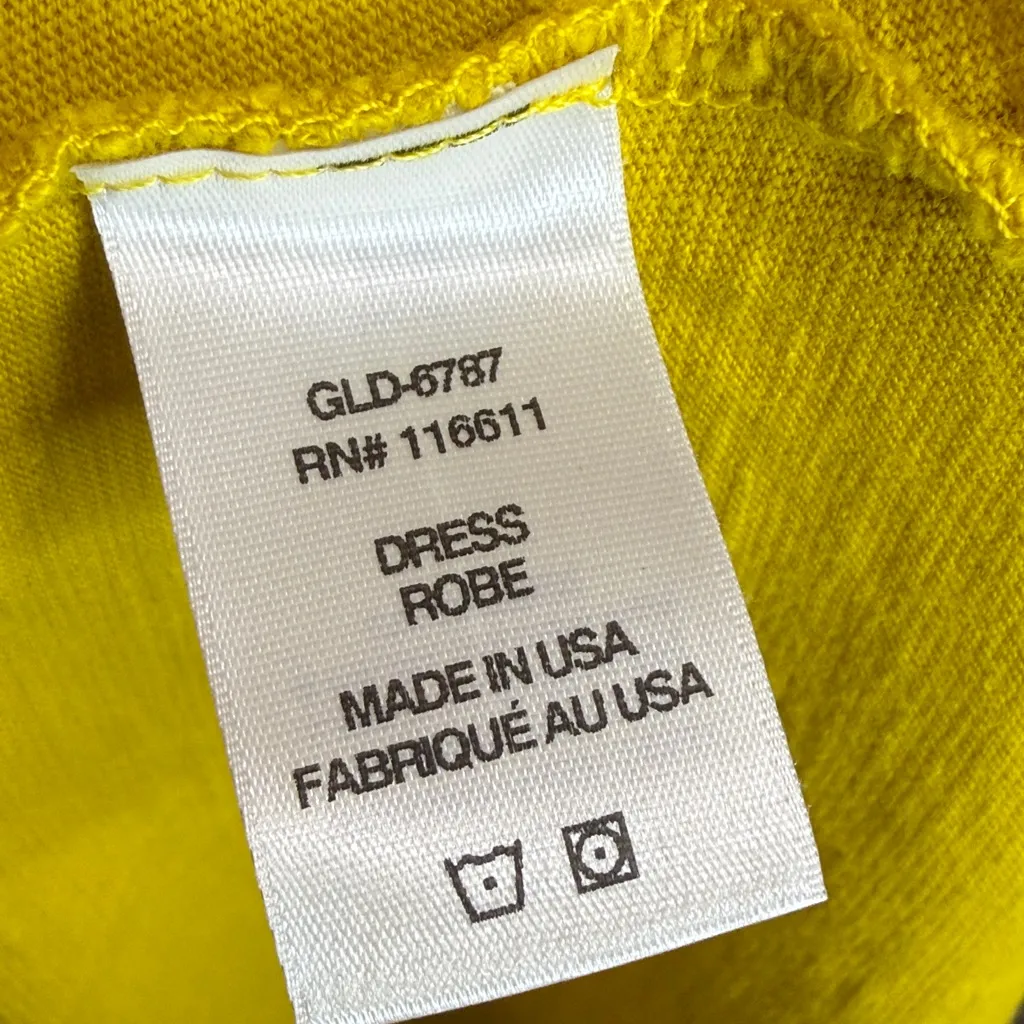 GLD-6787
RN# 116611
DRESS
ROBE
MADE IN USA
FABRIQUÉ AU USA